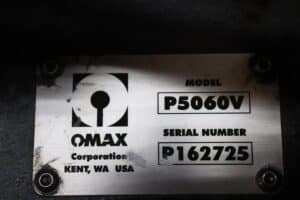 MODEL
P5060V
OMAX
Corporation
KENT, WA USA
SERIAL NUMBER
P162725